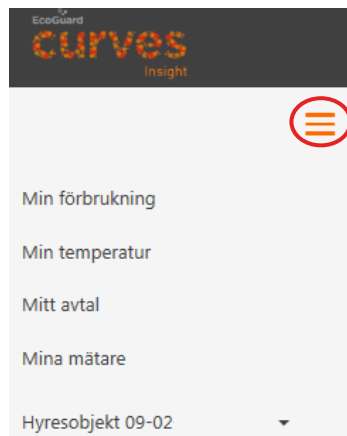 EcoGuard
curves
Insight
Min förbrukning
Min temperatur
Mitt avtal
Mina mätare
Hyresobjekt 09-02